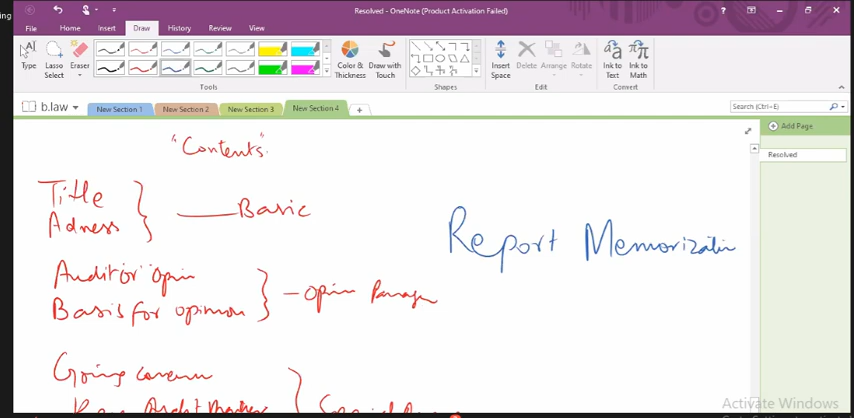 ing
Resolved - OneNote (Product Activation Failed)
File Home Insert Draw History Review View
Type
Lasso Select
Eraser
Color & Thickness
Draw with Touch
Insert Space
Delete
Arrange
Rotate
Ink to Text
Ink to Math
Tools
Shapes
Edit
Convert
b.law
New Section 1
New Section 2
New Section 3
New Section 4
Search (Ctrl+E)
Add Page
Resolved
"Contents"
Title
Adness
Basic
Report Memorization
Auditor opin
Basis for opinion
opin
Going concern
Audit
Activate Windows